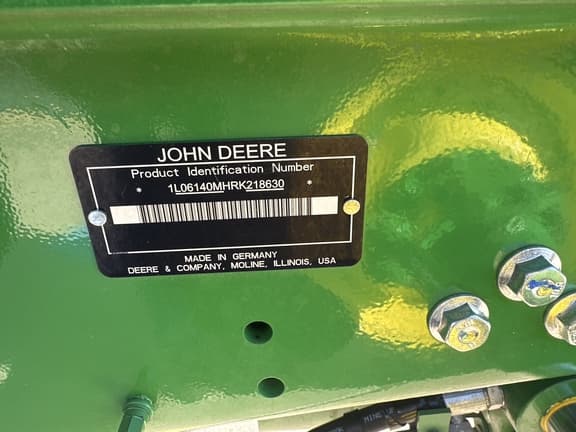 JOHN DEERE
Product Identification Number
* 1L06140MHRK218630 *
MADE IN GERMANY
DEERE & COMPANY, MOLINE, ILLINOIS, USA